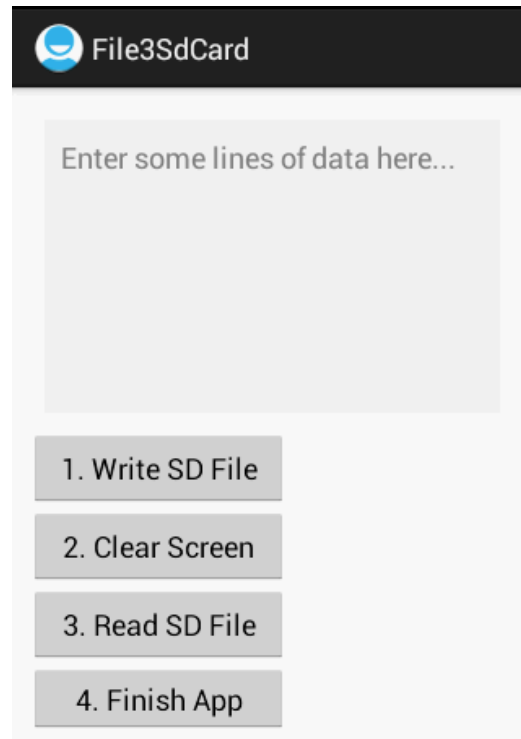 File3SdCard
Enter some lines of data here...
1. Write SD File
2. Clear Screen
3. Read SD File
4. Finish App